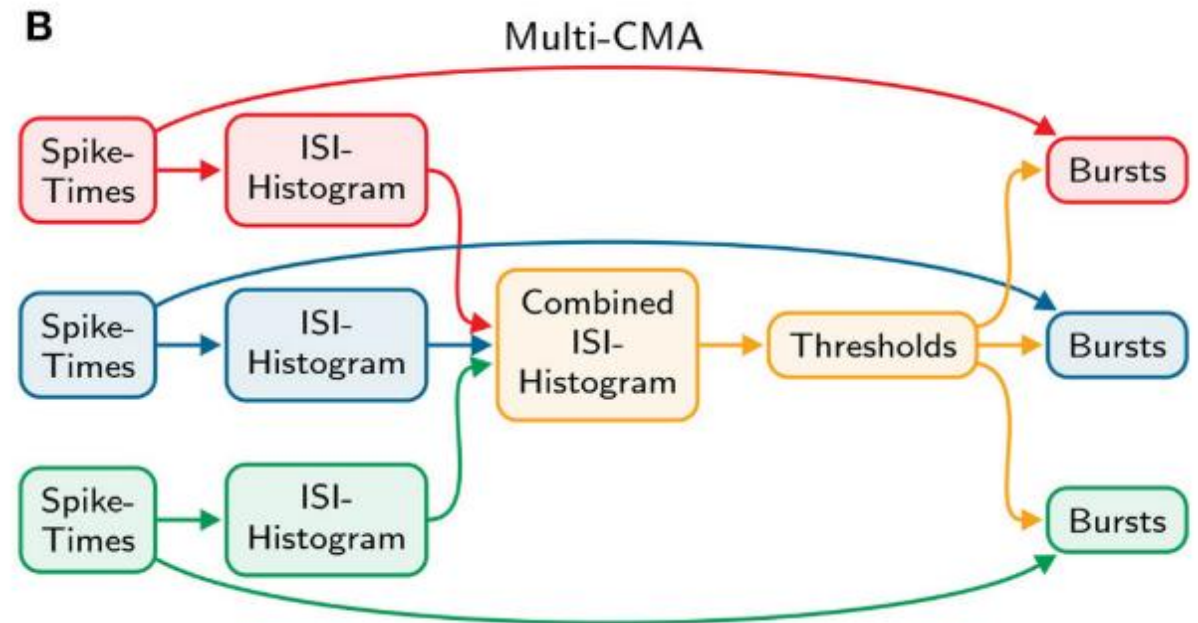 B
Multi-CMA
Spike-
Times
ISI-
Histogram
Bursts
Spike-
Times
ISI-
Histogram
Combined
ISI-
Histogram
Thresholds
Bursts
Spike-
Times
ISI-
Histogram
Bursts